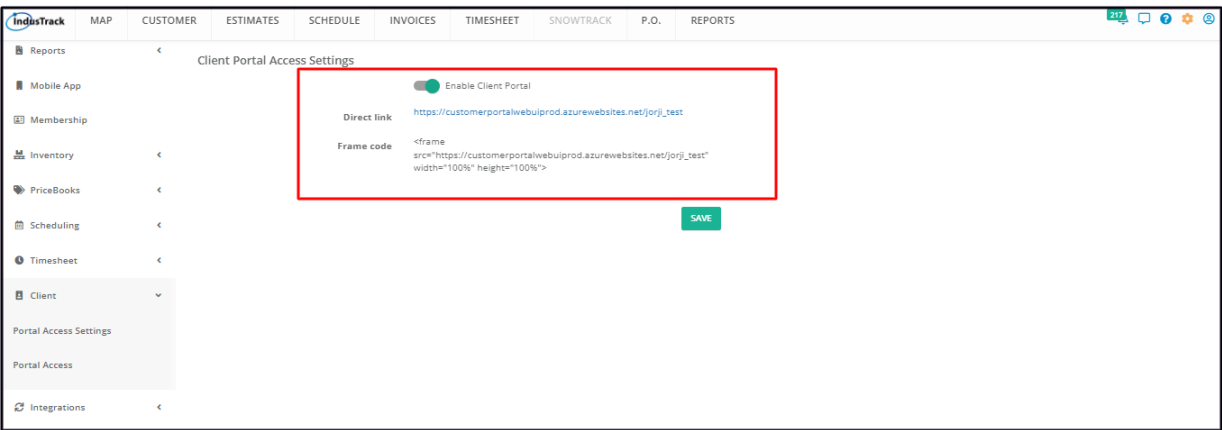 IndusTrack MAP CUSTOMER ESTIMATES SCHEDULE INVOICES TIMESHEET SNOWTRACK P.O. REPORTS 217
Reports
Mobile App
Membership
Inventory
PriceBooks
Scheduling
Timesheet
Client
Portal Access Settings
Portal Access
Integrations
Client Portal Access Settings
Enable Client Portal
Direct link https://customerportalwebuiprod.azurewebsites.net/jorji_test
Frame code <frame
src="https://customerportalwebuiprod.azurewebsites.net/jorji_test"
width="100%" height="100%">
SAVE